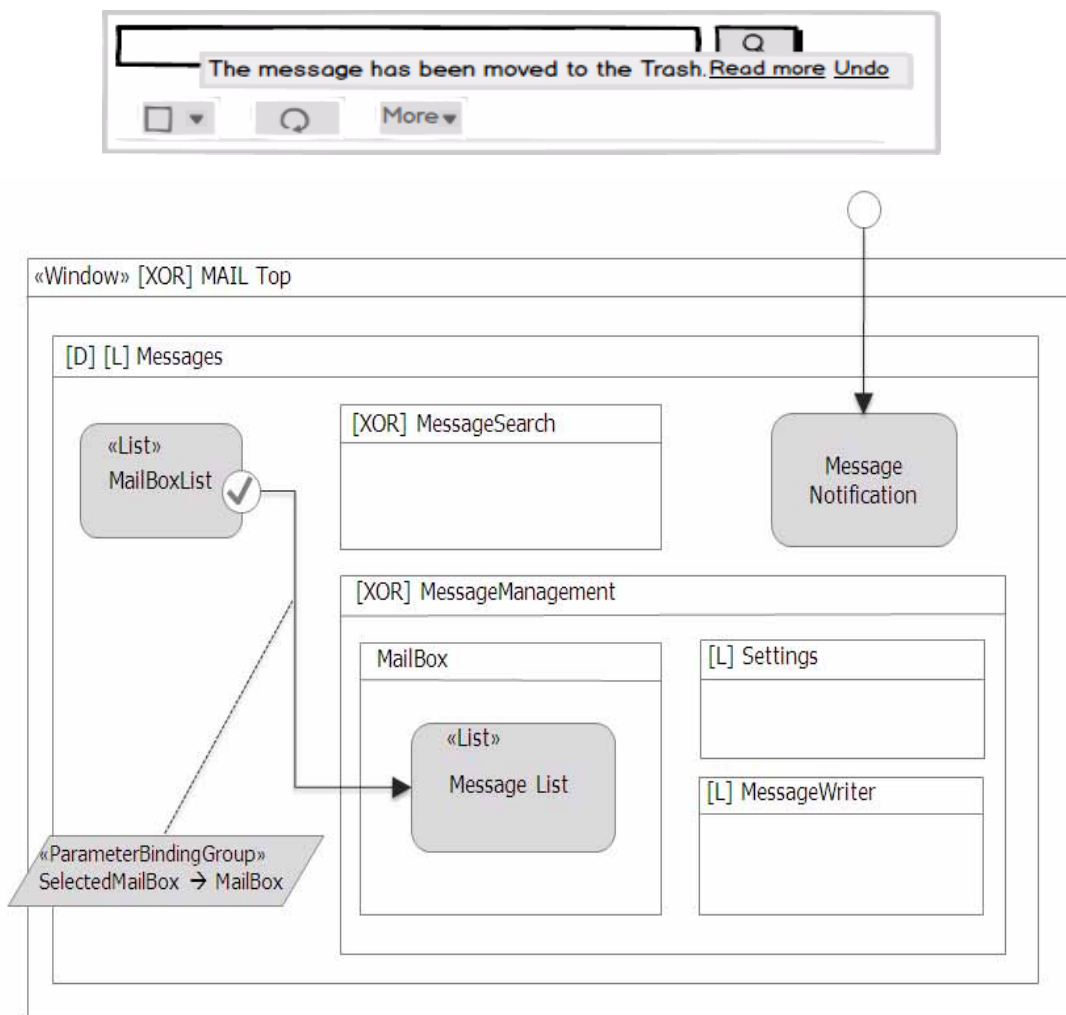 The message has been moved to the Trash. Read more Undo
More
«Window» [XOR] MAIL Top
[D] [L] Messages
«List»
MailBoxList
[XOR] MessageSearch
Message
Notification
[XOR] MessageManagement
MailBox
[L] Settings
«List»
Message List
[L] MessageWriter
«ParameterBindingGroup»
SelectedMailBox → MailBox